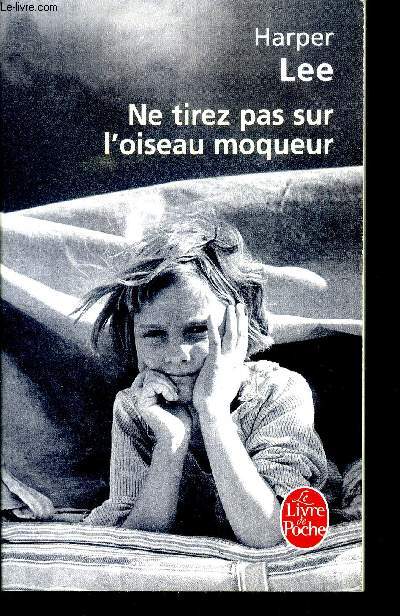 Le-livre.com
Harper
Lee
Ne tirez pas sur
l'oiseau moqueur
Le
Livre
de
Poche